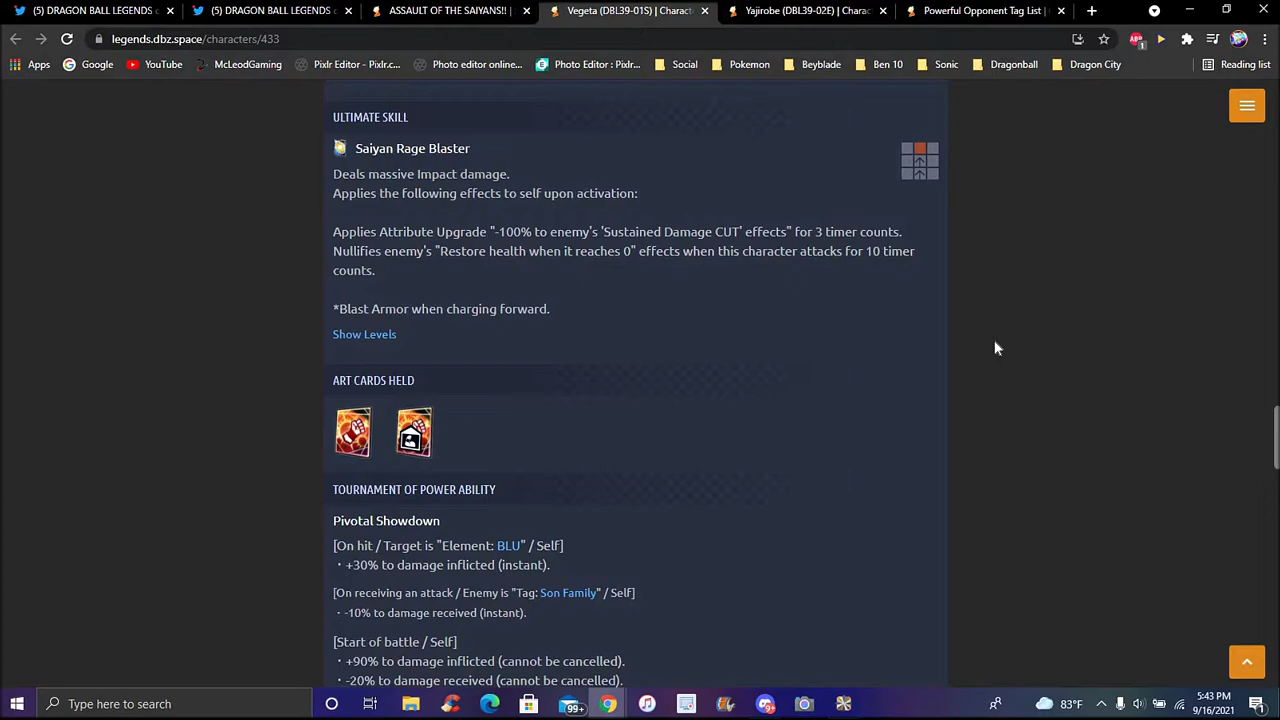 (5) DRAGON BALL LEGENDS c
(5) DRAGON BALL LEGENDS c
ASSAULT OF THE SAIYANS!! |
Vegeta (DBL39-01S) | Charact
Yajirobe (DBL39-02E) | Charac
Powerful Opponent Tag List |
legends.dbz.space/characters/433
ABP
1
Apps
Google
YouTube
McLeodGaming
Pixlr Editor - Pixlr.c...
Photo editor online...
Photo Editor : Pixlr...
Social
Pokemon
Beyblade
Ben 10
Sonic
Dragonball
Dragon City
Reading list
ULTIMATE SKILL
Saiyan Rage Blaster
Deals massive Impact damage.
Applies the following effects to self upon activation:
Applies Attribute Upgrade "-100% to enemy's 'Sustained Damage CUT' effects" for 3 timer counts.
Nullifies enemy's "Restore health when it reaches 0" effects when this character attacks for 10 timer
counts.
*Blast Armor when charging forward.
Show Levels
ART CARDS HELD
TOURNAMENT OF POWER ABILITY
Pivotal Showdown
[On hit / Target is "Element: BLU" / Self]
・+30% to damage inflicted (instant).
[On receiving an attack / Enemy is "Tag: Son Family" / Self]
・-10% to damage received (instant).
[Start of battle / Self]
・+90% to damage inflicted (cannot be cancelled).
・-20% to damage received (cannot be cancelled).
Type here to search
99+
83°F
5:43 PM
9/16/2021